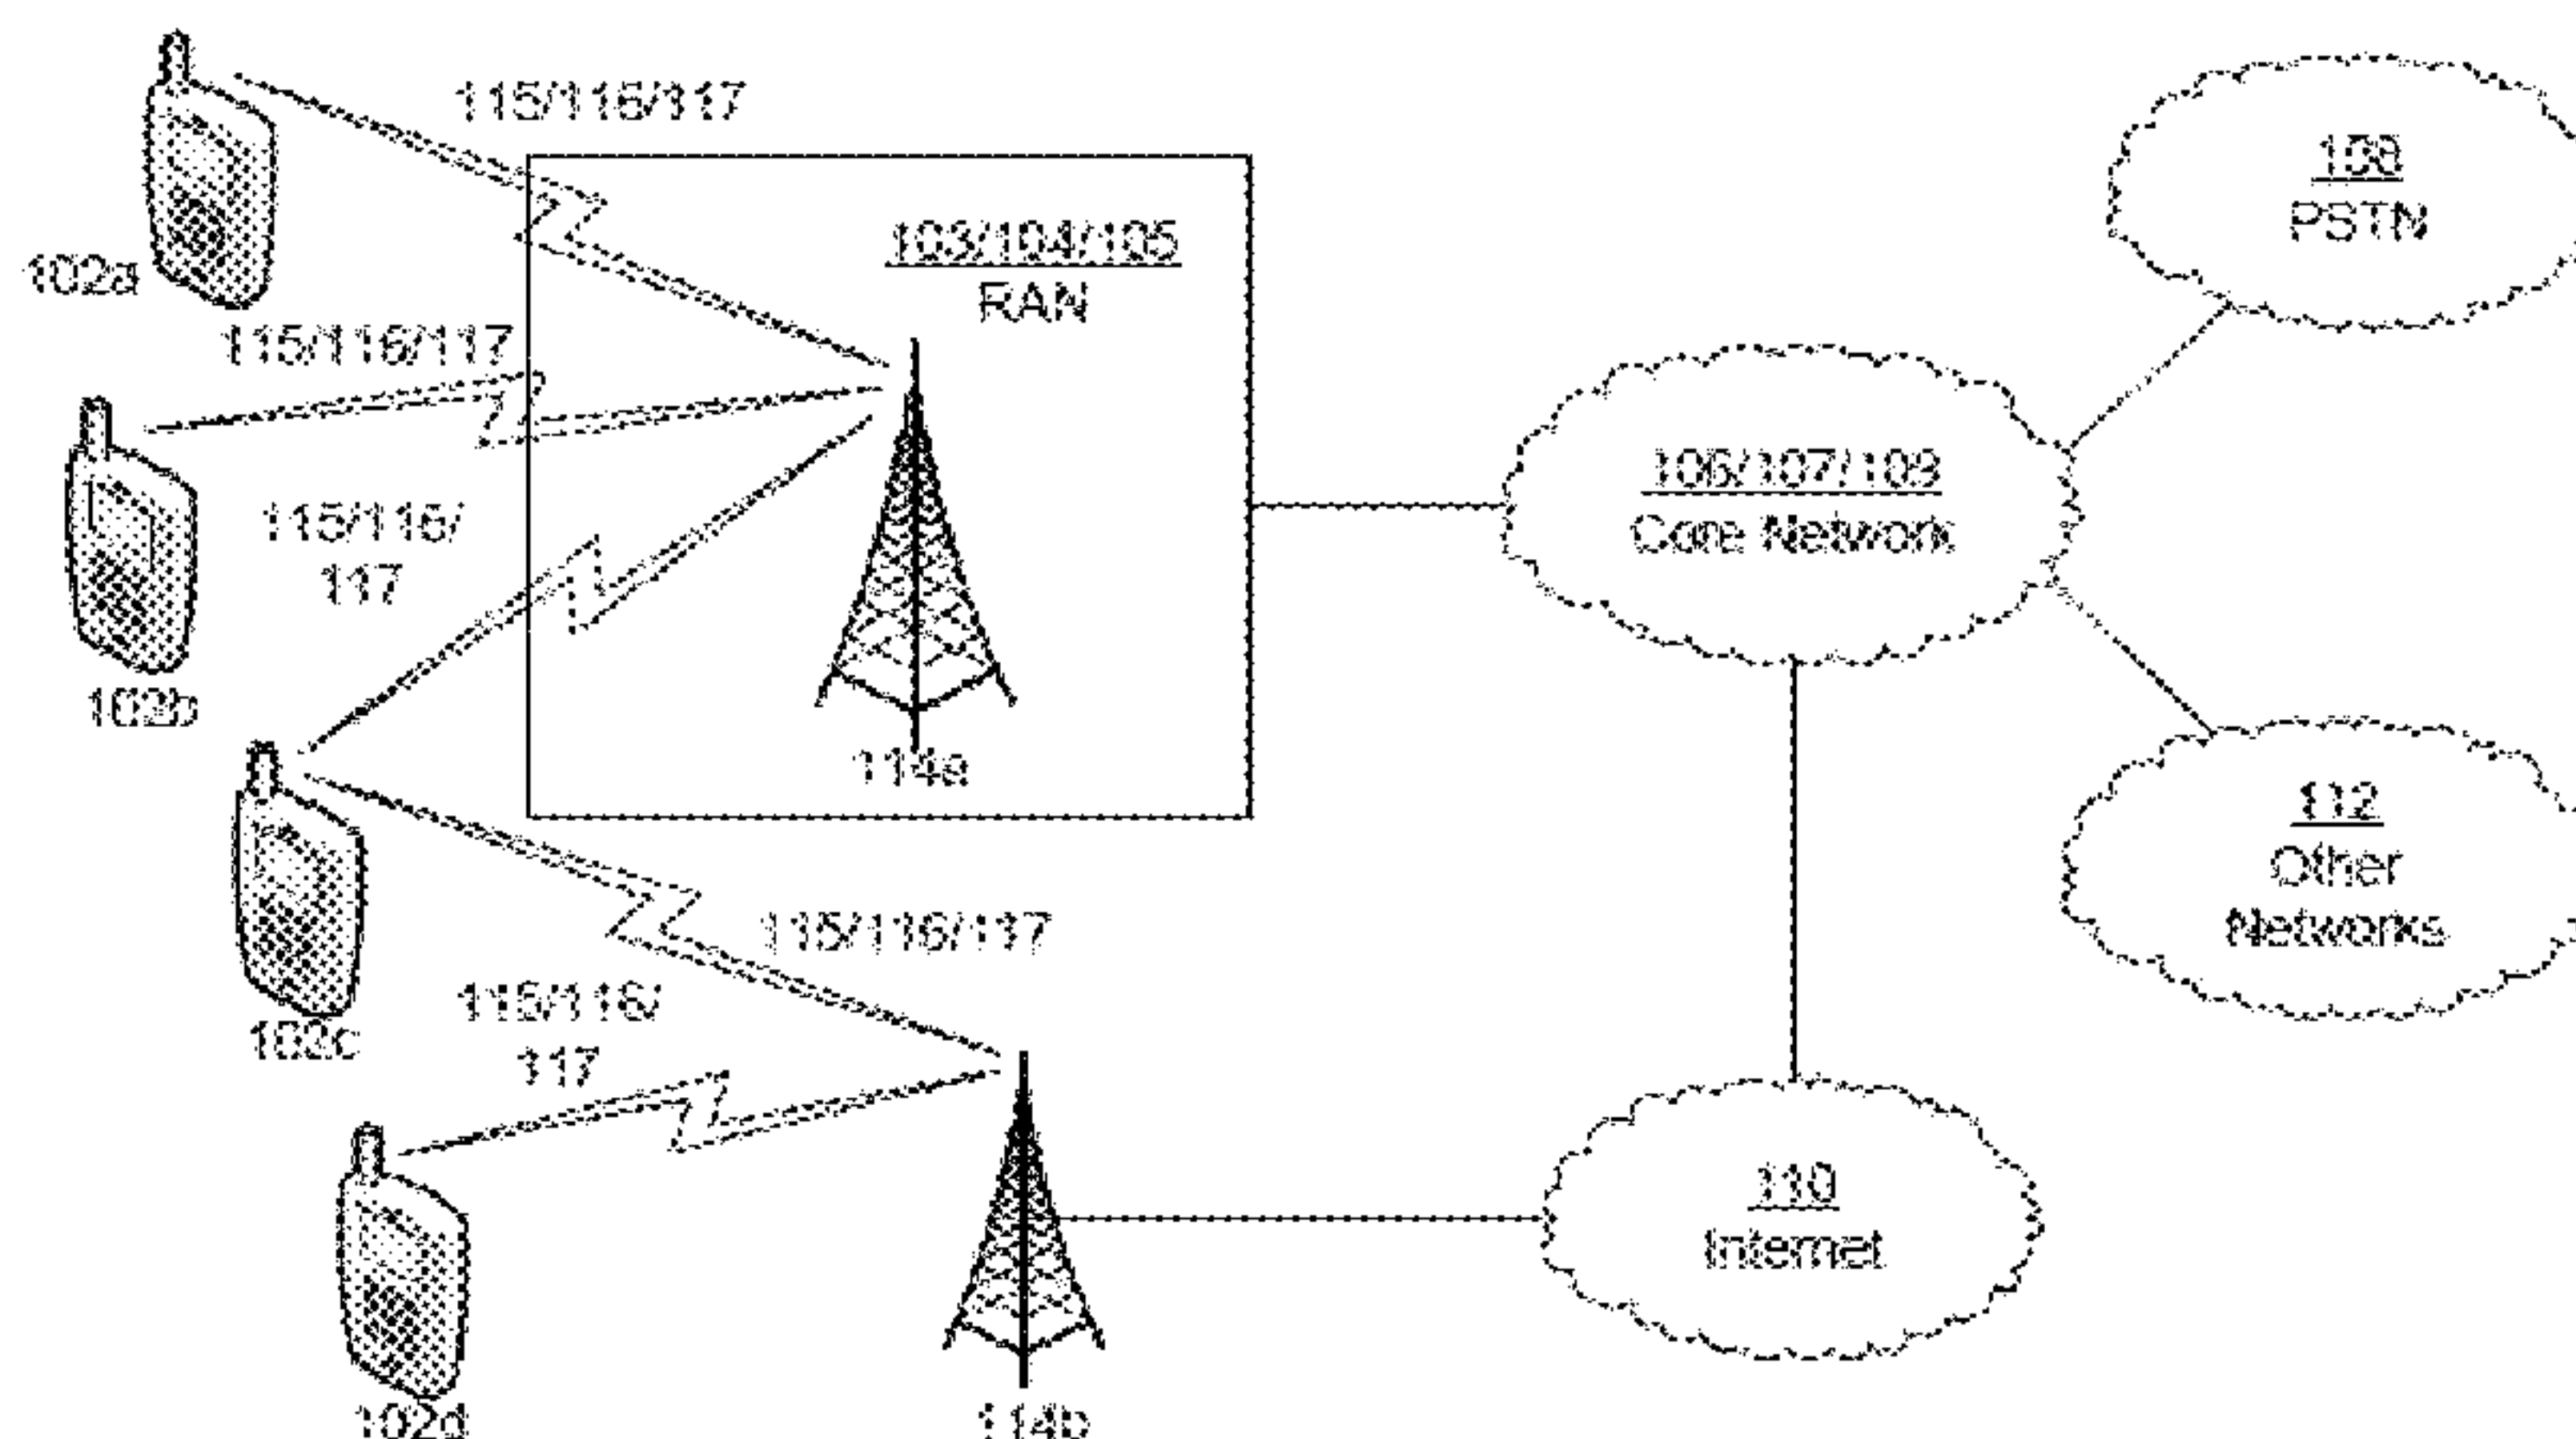 115/116/117
102a
103/104/105
RAN
108
PSTN
115/116/117
106/107/109
Core Network
115/116/
117
102b
114a
112
Other
Networks
102c
115/116/117
115/116/
117
110
Internet
102d
114b